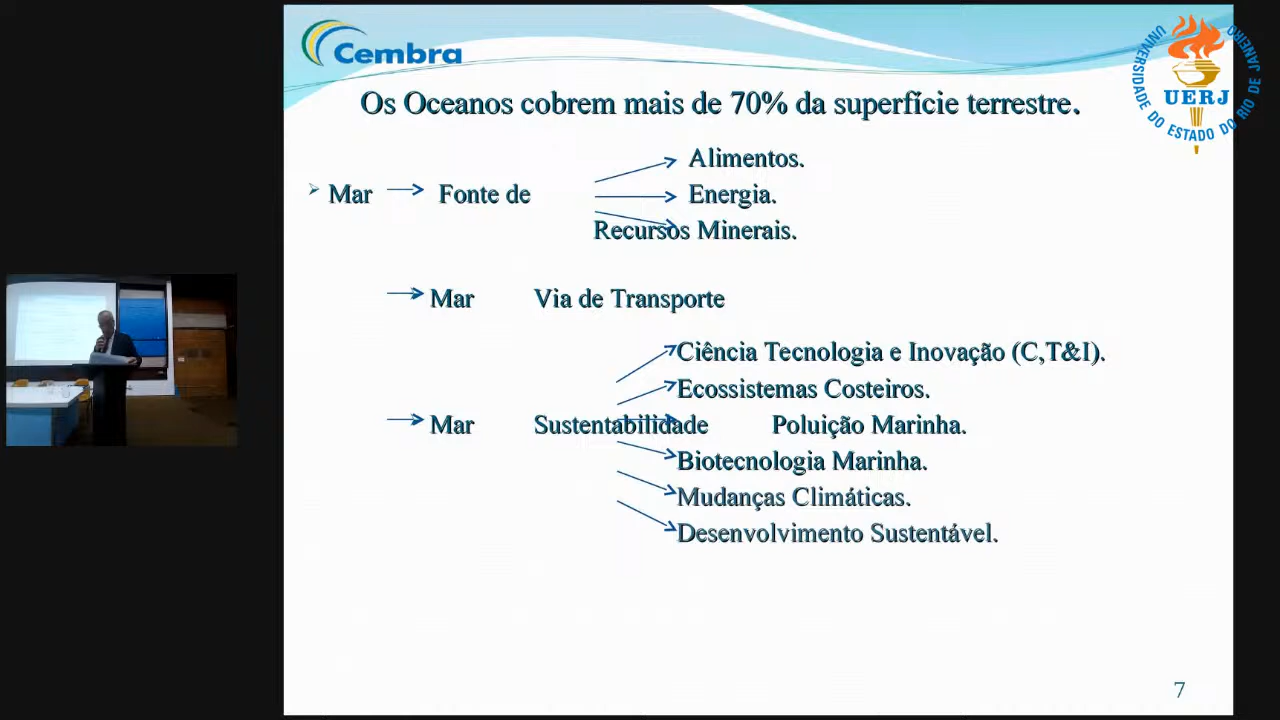 Cembra
UNIVERSIDADE DO ESTADO DO RIO DE JANEIRO
UERJ
Os Oceanos cobrem mais de 70% da superfície terrestre.
Alimentos.
Mar Fonte de Energia.
Recursos Minerais.
Mar Via de Transporte
Ciência Tecnologia e Inovação (C,T&I).
Ecossistemas Costeiros.
Mar Sustentabilidade Poluição Marinha.
Biotecnologia Marinha.
Mudanças Climáticas.
Desenvolvimento Sustentável.
7